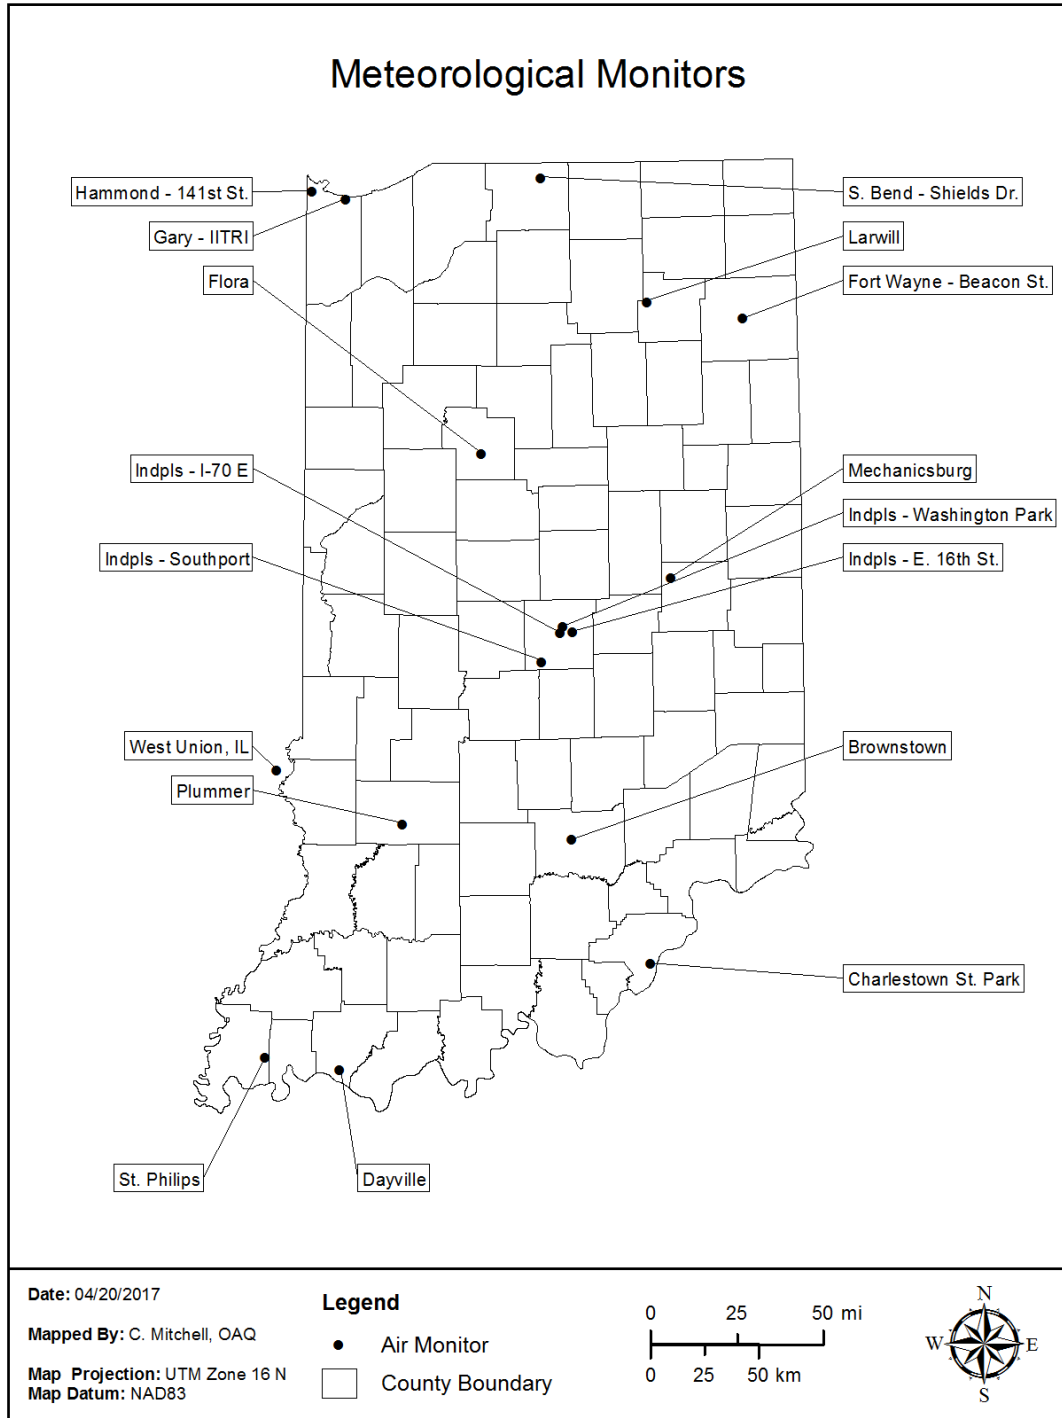 Meteorological Monitors
Hammond - 141st St.
S. Bend - Shields Dr.
Gary - IITRI
Larwill
Flora
Fort Wayne - Beacon St.
Indpls - I-70 E
Mechanicsburg
Indpls - Washington Park
Indpls - Southport
Indpls - E. 16th St.
West Union, IL
Brownstown
Plummer
Charlestown St. Park
St. Philips
Dayville
Date: 04/20/2017
Mapped By: C. Mitchell, OAQ
Map Projection: UTM Zone 16 N
Map Datum: NAD83
Legend
Air Monitor
County Boundary
0 25 50 mi
0 25 50 km
N
W E
S